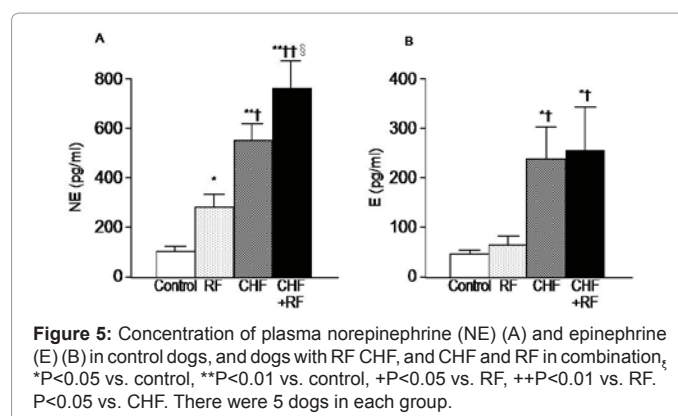 A
B
**††§
800
600
400
200
0
NE (pg/ml)
**†
*
Control RF CHF CHF
+RF
400
300
200
100
0
E (pg/ml)
*†
*†
Control RF CHF CHF
+RF
Figure 5: Concentration of plasma norepinephrine (NE) (A) and epinephrine
(E) (B) in control dogs, and dogs with RF CHF, and CHF and RF in combination,ξ
*P<0.05 vs. control, **P<0.01 vs. control, +P<0.05 vs. RF, ++P<0.01 vs. RF.
P<0.05 vs. CHF. There were 5 dogs in each group.